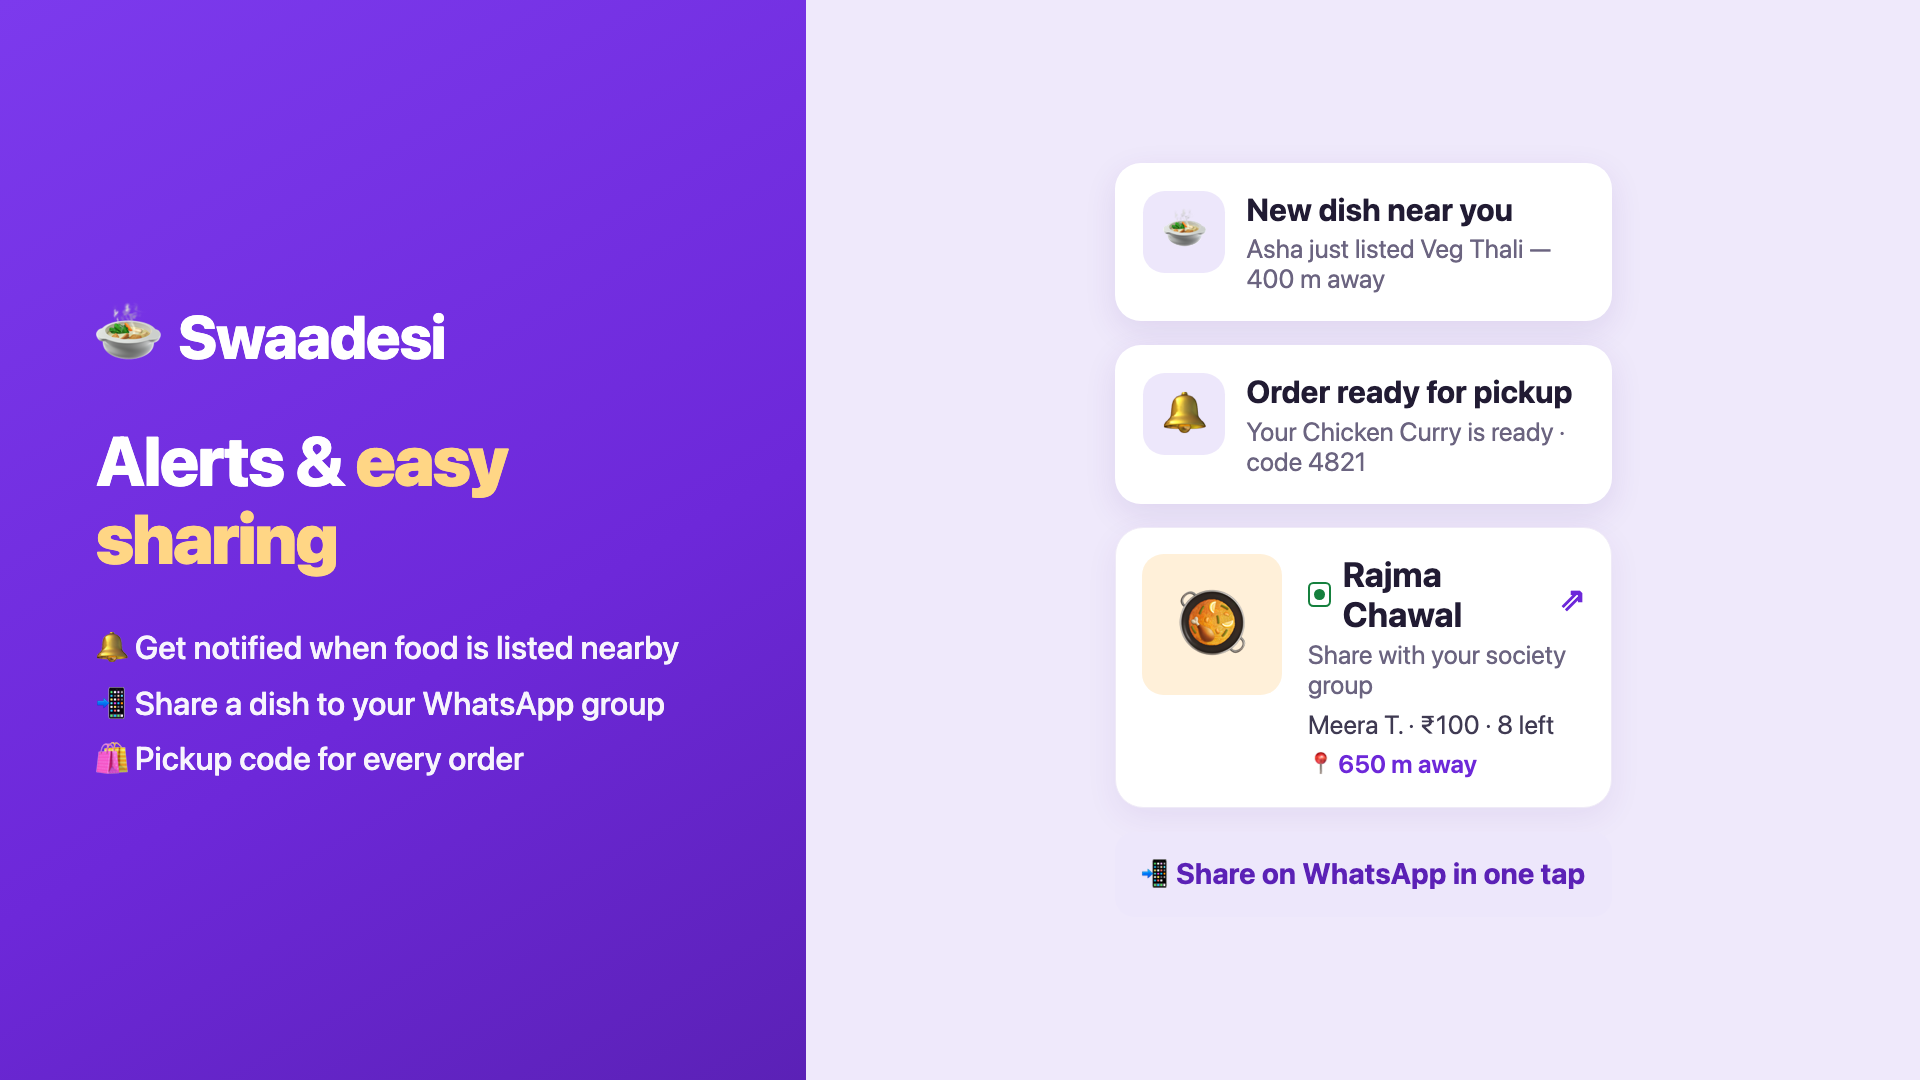 Swaadesi
Alerts & easy
sharing
🔔 Get notified when food is listed nearby
📲 Share a dish to your WhatsApp group
🛍️ Pickup code for every order
New dish near you
Asha just listed Veg Thali —
400 m away
Order ready for pickup
Your Chicken Curry is ready ·
code 4821
Rajma
Chawal
⇗
Share with your society
group
Meera T. · ₹100 · 8 left
📍 650 m away
📲 Share on WhatsApp in one tap